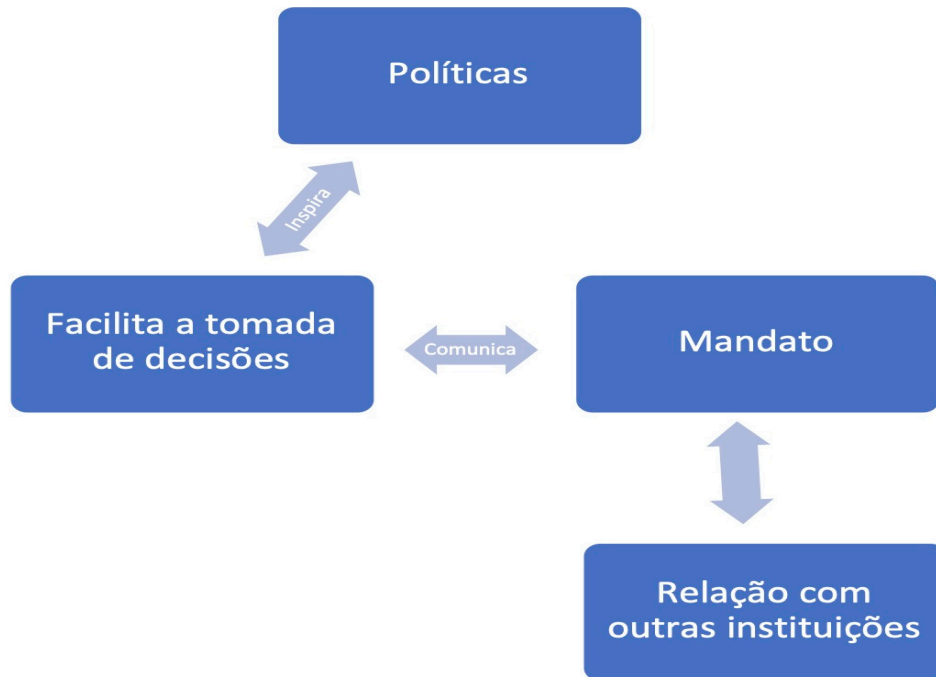 Políticas
Inspira
Facilita a tomada
de decisões
Comunica
Mandato
Relação com
outras instituições